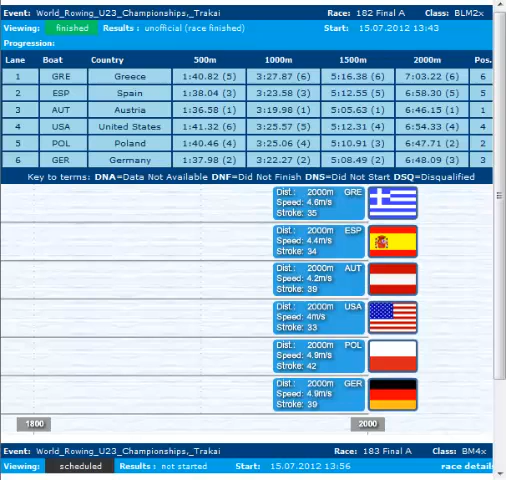 Event: World_Rowing_U23_Championships,_Trakai Race: 182 Final A Class: BLM2x
Viewing: finished Results : unofficial (race finished) Start: 15.07.2012 13:43
Progression:
Lane Boat Country 500m 1000m 1500m 2000m Pos.
1 GRE Greece 1:40.82 (5) 3:27.87 (6) 5:16.38 (6) 7:03.22 (6) 6
2 ESP Spain 1:38.04 (3) 3:23.58 (3) 5:12.55 (5) 6:58.30 (5) 5
3 AUT Austria 1:36.58 (1) 3:19.98 (1) 5:05.63 (1) 6:46.15 (1) 1
4 USA United States 1:41.32 (6) 3:25.57 (5) 5:12.31 (4) 6:54.33 (4) 4
5 POL Poland 1:40.46 (4) 3:25.06 (4) 5:10.91 (3) 6:47.71 (2) 2
6 GER Germany 1:37.98 (2) 3:22.27 (2) 5:08.49 (2) 6:48.09 (3) 3
Key to terms: DNA=Data Not Available DNF=Did Not Finish DNS=Did Not Start DSQ=Disqualified
Dist.: 2000m GRE
Speed: 4.6m/s
Stroke: 35
Dist.: 2000m ESP
Speed: 4.4m/s
Stroke: 34
Dist.: 2000m AUT
Speed: 4.2m/s
Stroke: 39
Dist.: 2000m USA
Speed: 4m/s
Stroke: 33
Dist.: 2000m POL
Speed: 4.9m/s
Stroke: 42
Dist.: 2000m GER
Speed: 4.9m/s
Stroke: 39
1800 2000
Event: World_Rowing_U23_Championships,_Trakai Race: 183 Final A Class: BM4x
Viewing: scheduled Results : not started Start: 15.07.2012 13:56 race detail